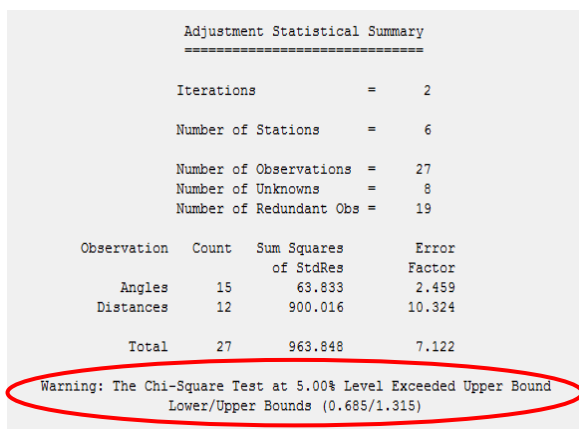 Adjustment Statistical Summary
==============================
Iterations = 2
Number of Stations = 6
Number of Observations = 27
Number of Unknowns = 8
Number of Redundant Obs = 19
Observation Count Sum Squares Error
of StdRes Factor
Angles 15 63.833 2.459
Distances 12 900.016 10.324
Total 27 963.848 7.122
Warning: The Chi-Square Test at 5.00% Level Exceeded Upper Bound
Lower/Upper Bounds (0.685/1.315)